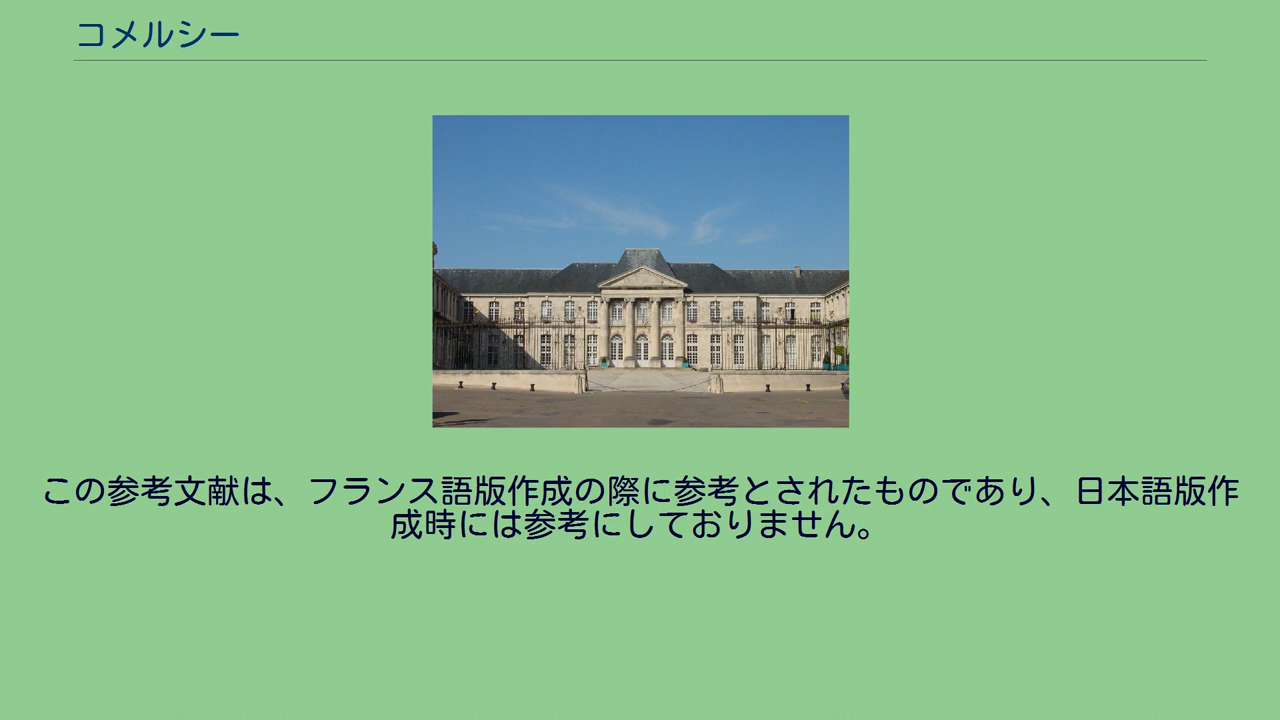 コメルシー
この参考文献は、フランス語版作成の際に参考とされたものであり、日本語版作
成時には参考にしておりません。